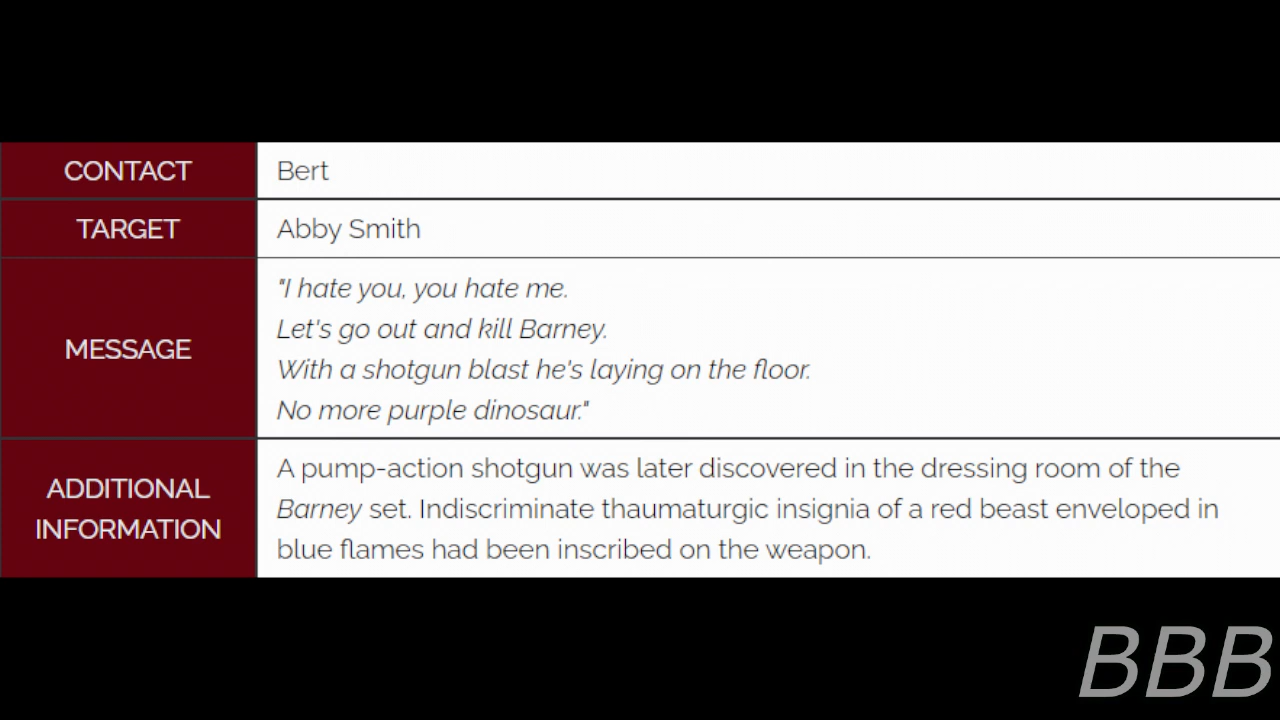 CONTACT
Bert
TARGET
Abby Smith
MESSAGE
"I hate you, you hate me.
Let's go out and kill Barney.
With a shotgun blast he's laying on the floor.
No more purple dinosaur."
ADDITIONAL
INFORMATION
A pump-action shotgun was later discovered in the dressing room of the
Barney set. Indiscriminate thaumaturgic insignia of a red beast enveloped in
blue flames had been inscribed on the weapon.
BBB